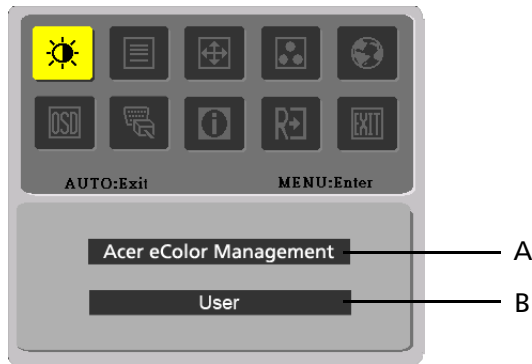 OSD i R EXIT
AUTO:Exit MENU:Enter
Acer eColor Management A
User B